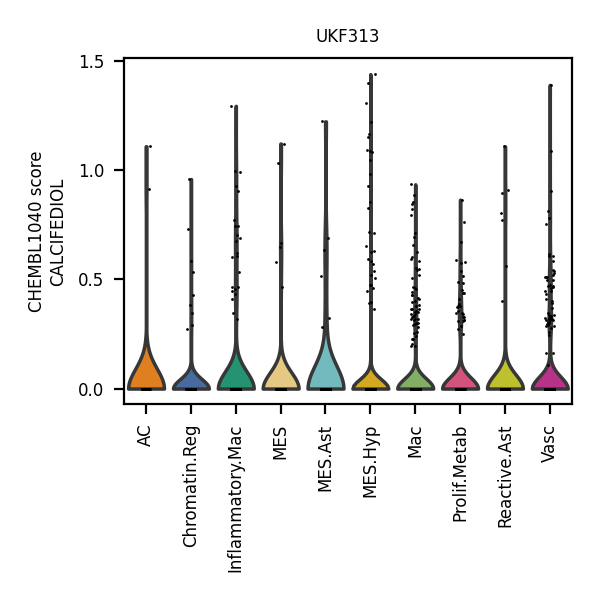 UKF313
CHEMBL1040 score
CALCIFEDIOL
1.5
1.0
0.5
0.0
AC
Chromatin.Reg
Inflammatory.Mac
MES
MES.Ast
MES.Hyp
Mac
Prolif.Metab
Reactive.Ast
Vasc